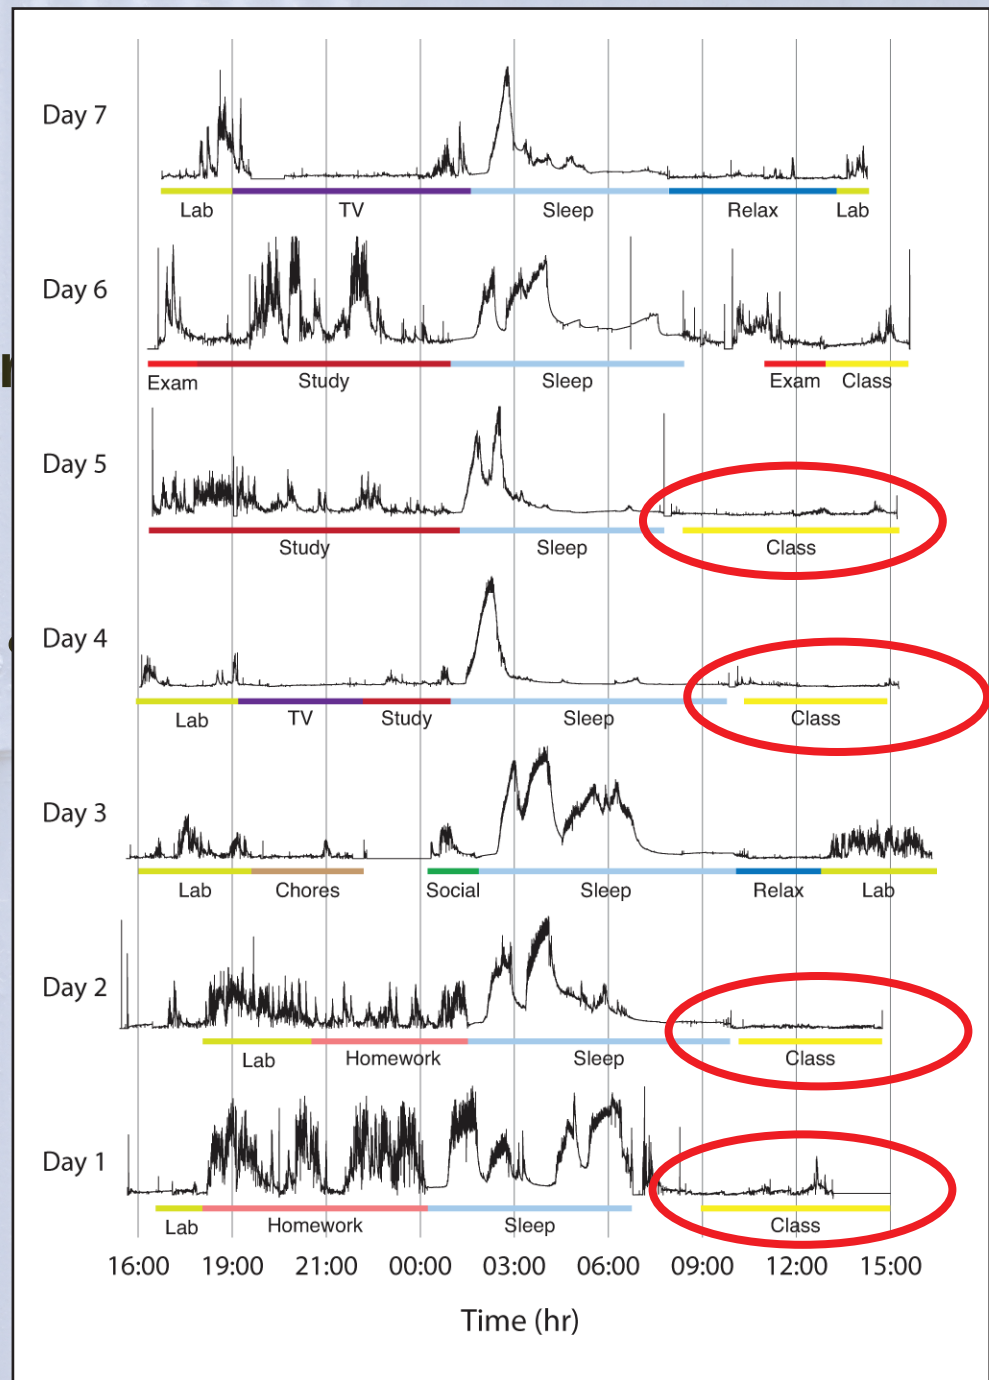 Day 7
Lab TV Sleep Relax Lab
Day 6
Exam Study Sleep Exam Class
Day 5
Study Sleep Class
Day 4
Lab TV Study Sleep Class
Day 3
Lab Chores Social Sleep Relax Lab
Day 2
Lab Homework Sleep Class
Day 1
Lab Homework Sleep Class
16:00 19:00 21:00 00:00 03:00 06:00 09:00 12:00 15:00
Time (hr)